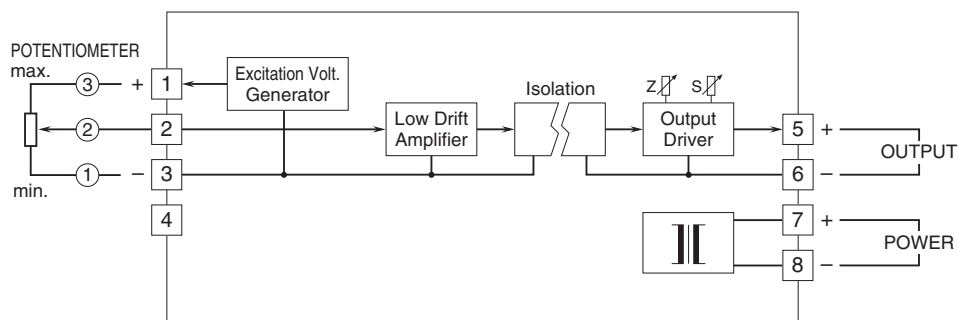 POTENTIOMETER
max.
3 + 1
Excitation Volt.
Generator
2 2
Low Drift
Amplifier
Isolation
Z S
Output
Driver
5 +
OUTPUT
1 − 3
6 −
min.
4
7 +
POWER
8 −